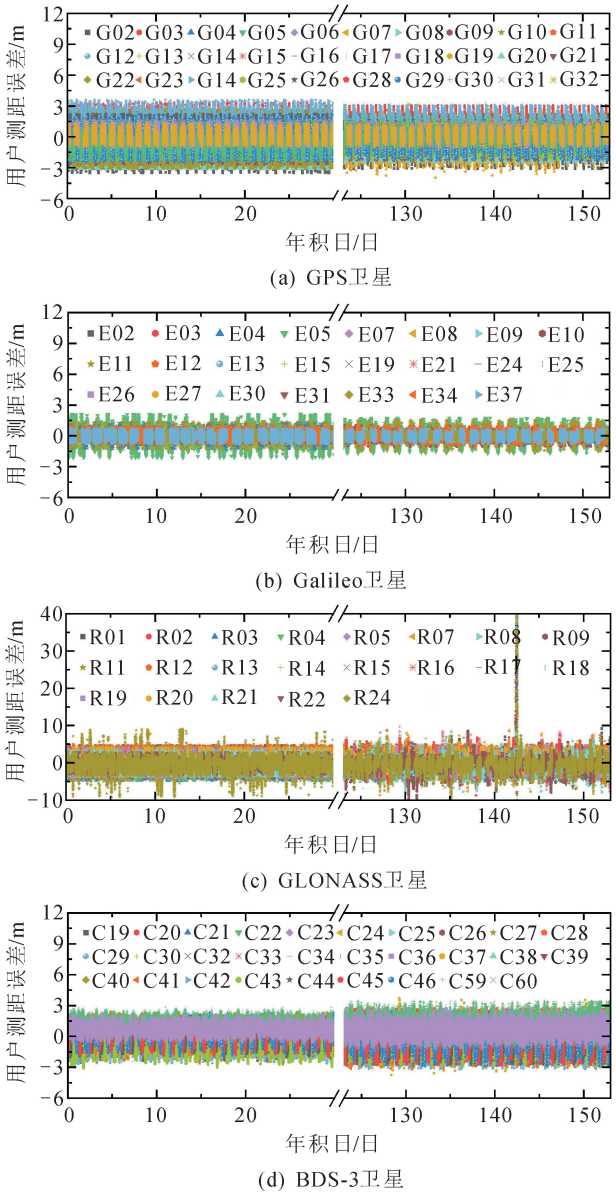 12
G02 G03 G04 G05 G06 G07 G08 G09 G10 G11
9
G12 G13 G14 G15 G16 G17 G18 G19 G20 G21
6
G22 G23 G14 G25 G26 G28 G29 G30 G31 G32
3
0
−3
−6
用户测距误差/m
0 10 20 130 140 150
年积日/日
(a) GPS卫星
12
E02 E03 E04 E05 E07 E08 E09 E10
9
E11 E12 E13 E15 E19 E21 E24 E25
6
E26 E27 E30 E31 E33 E34 E37
3
0
−3
−6
用户测距误差/m
0 10 20 130 140 150
年积日/日
(b) Galileo卫星
40
R01 R02 R03 R04 R05 R07 R08 R09
30
R11 R12 R13 R14 R15 R16 R17 R18
20
R19 R20 R21 R22 R24
10
0
−10
用户测距误差/m
0 10 20 130 140 150
年积日/日
(c) GLONASS卫星
12
C19 C20 C21 C22 C23 C24 C25 C26 C27 C28
9
C29 C30 C32 C33 C34 C35 C36 C37 C38 C39
6
C40 C41 C42 C43 C44 C45 C46 C59 C60
3
0
−3
−6
用户测距误差/m
0 10 20 130 140 150
年积日/日
(d) BDS-3卫星